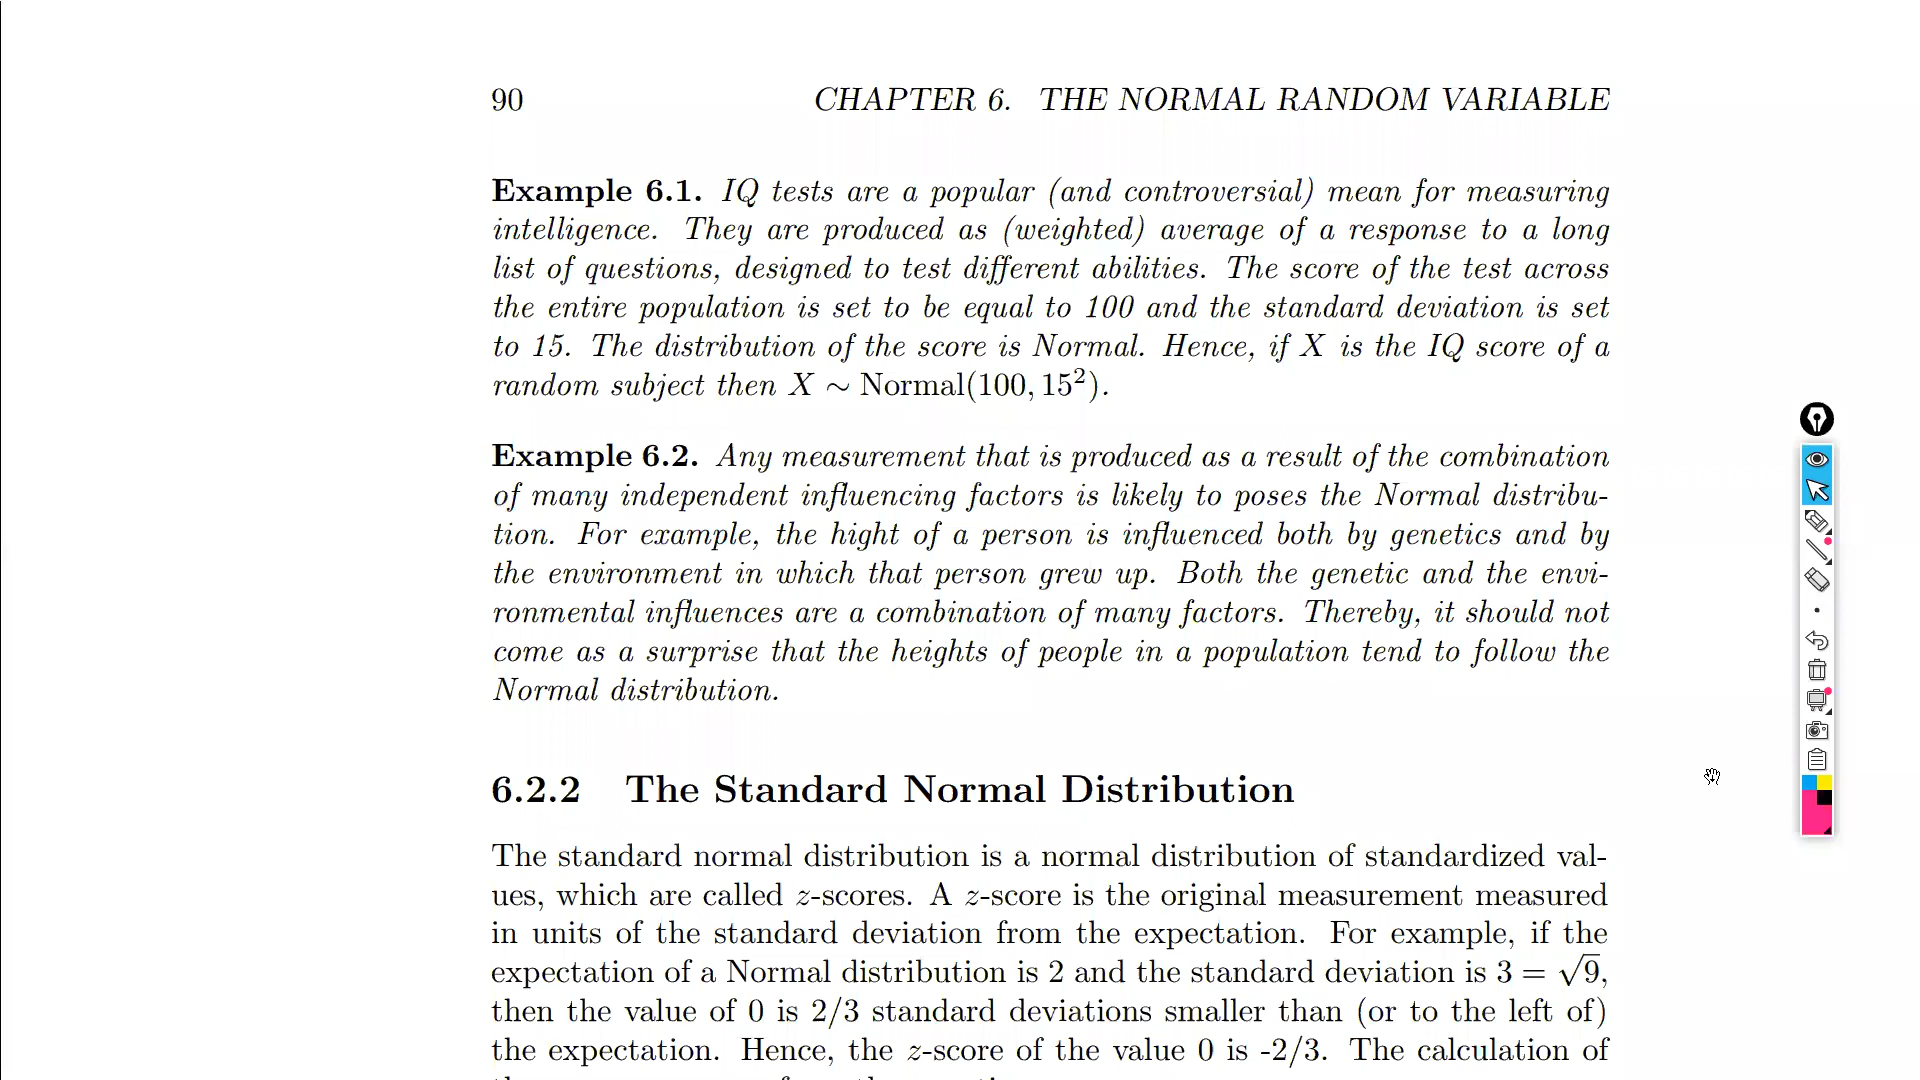 90 CHAPTER 6. THE NORMAL RANDOM VARIABLE
Example 6.1. IQ tests are a popular (and controversial) mean for measuring
intelligence. They are produced as (weighted) average of a response to a long
list of questions, designed to test different abilities. The score of the test across
the entire population is set to be equal to 100 and the standard deviation is set
to 15. The distribution of the score is Normal. Hence, if X is the IQ score of a
random subject then X ∼ Normal(100, 15²).
Example 6.2. Any measurement that is produced as a result of the combination
of many independent influencing factors is likely to poses the Normal distribu-
tion. For example, the hight of a person is influenced both by genetics and by
the environment in which that person grew up. Both the genetic and the envi-
ronmental influences are a combination of many factors. Thereby, it should not
come as a surprise that the heights of people in a population tend to follow the
Normal distribution.
6.2.2 The Standard Normal Distribution
The standard normal distribution is a normal distribution of standardized val-
ues, which are called z-scores. A z-score is the original measurement measured
in units of the standard deviation from the expectation. For example, if the
expectation of a Normal distribution is 2 and the standard deviation is 3 = √9,
then the value of 0 is 2/3 standard deviations smaller than (or to the left of)
the expectation. Hence, the z-score of the value 0 is -2/3. The calculation of